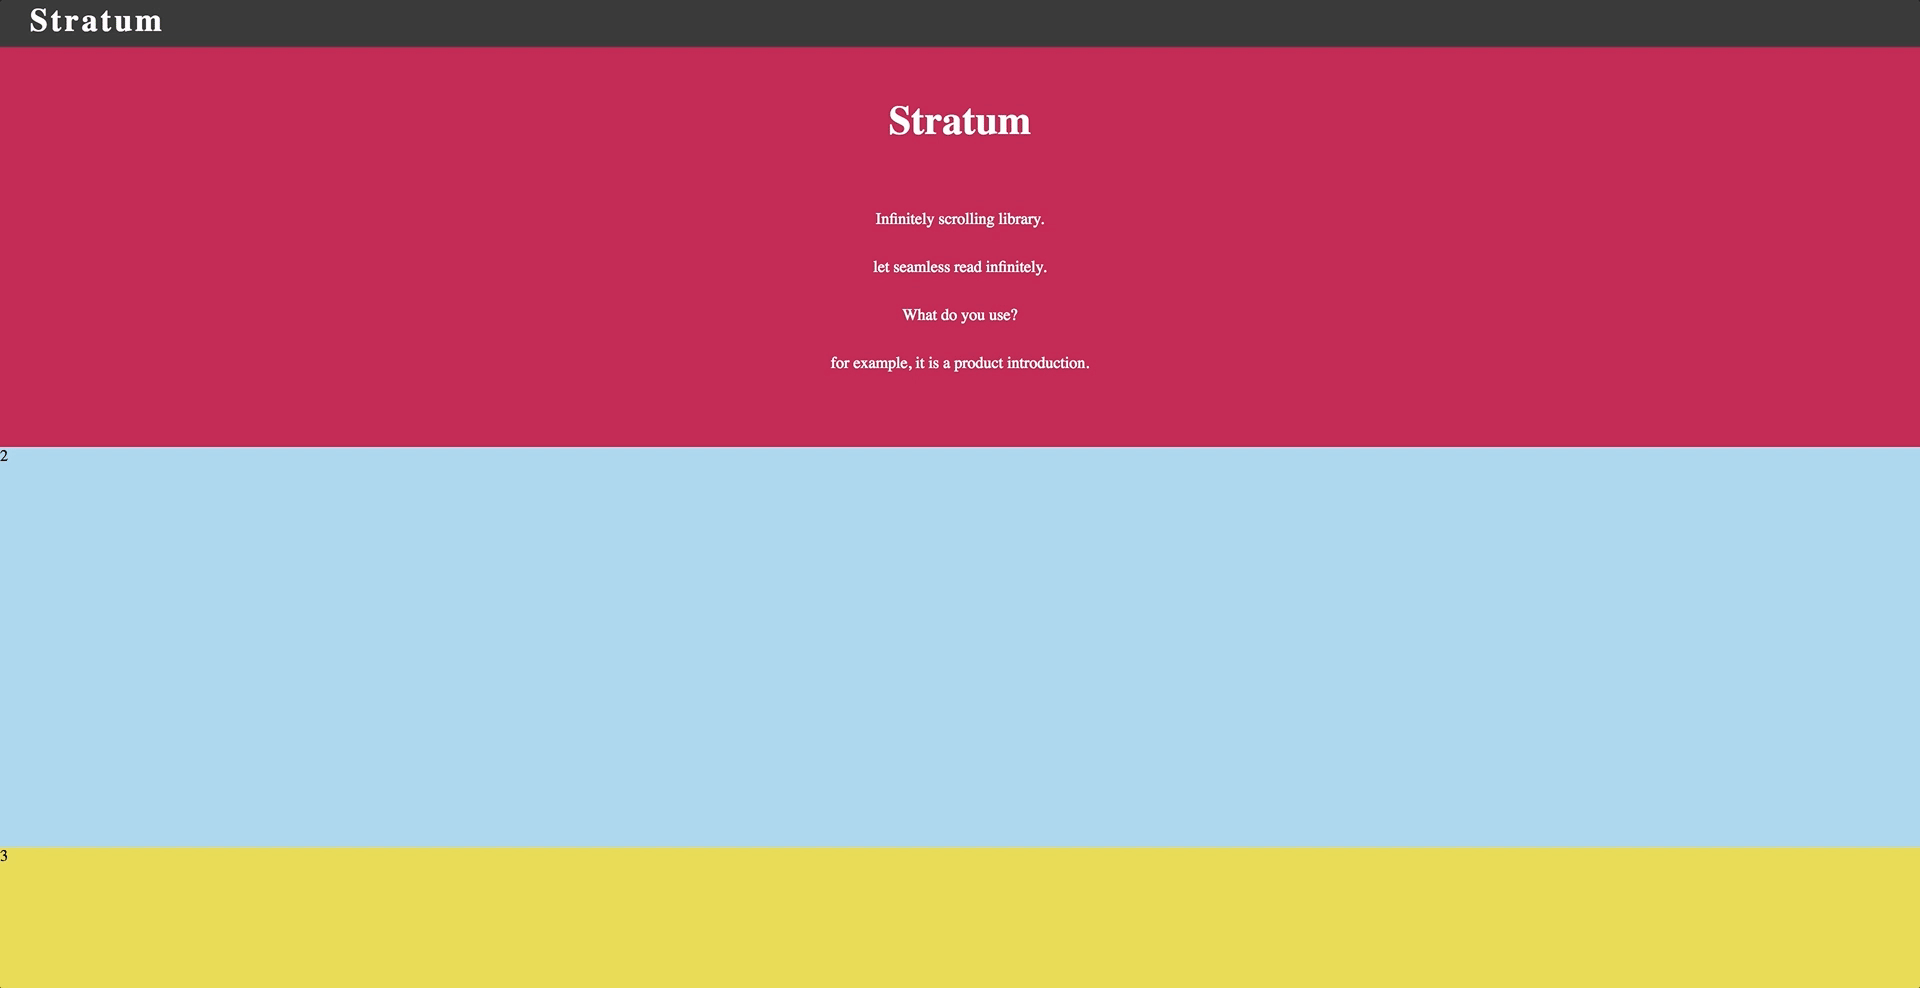 Stratum
Stratum
Infinitely scrolling library.
let seamless read infinitely.
What do you use?
for example, it is a product introduction.
2
3